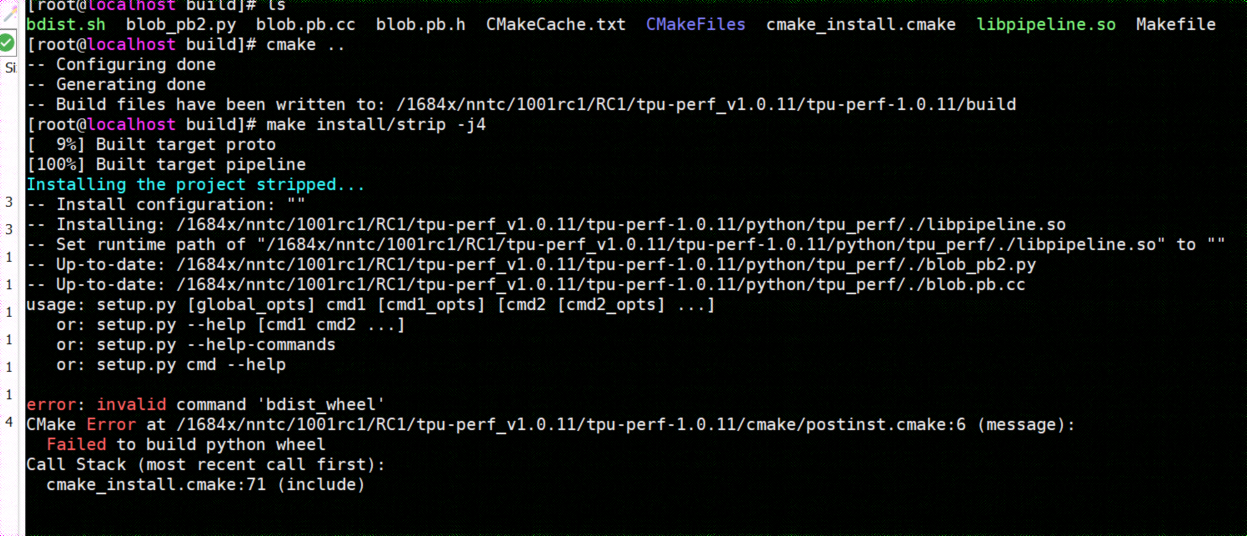 [root@localhost build]# ls
bdist.sh blob_pb2.py blob.pb.cc blob.pb.h CMakeCache.txt CMakeFiles cmake_install.cmake libpipeline.so Makefile
[root@localhost build]# cmake ..
-- Configuring done
-- Generating done
-- Build files have been written to: /1684x/nntc/1001rc1/RC1/tpu-perf_v1.0.11/tpu-perf-1.0.11/build
[root@localhost build]# make install/strip -j4
[  9%] Built target proto
[100%] Built target pipeline
Installing the project stripped...
-- Install configuration: ""
-- Installing: /1684x/nntc/1001rc1/RC1/tpu-perf_v1.0.11/tpu-perf-1.0.11/python/tpu_perf/./libpipeline.so
-- Set runtime path of "/1684x/nntc/1001rc1/RC1/tpu-perf_v1.0.11/tpu-perf-1.0.11/python/tpu_perf/./libpipeline.so" to ""
-- Up-to-date: /1684x/nntc/1001rc1/RC1/tpu-perf_v1.0.11/tpu-perf-1.0.11/python/tpu_perf/./blob_pb2.py
-- Up-to-date: /1684x/nntc/1001rc1/RC1/tpu-perf_v1.0.11/tpu-perf-1.0.11/python/tpu_perf/./blob.pb.cc
usage: setup.py [global_opts] cmd1 [cmd1_opts] [cmd2 [cmd2_opts] ...]
   or: setup.py --help [cmd1 cmd2 ...]
   or: setup.py --help-commands
   or: setup.py cmd --help
error: invalid command 'bdist_wheel'
CMake Error at /1684x/nntc/1001rc1/RC1/tpu-perf_v1.0.11/tpu-perf-1.0.11/cmake/postinst.cmake:6 (message):
  Failed to build python wheel
Call Stack (most recent call first):
  cmake_install.cmake:71 (include)
Si
3
3
1
1
1
1
1
1
4